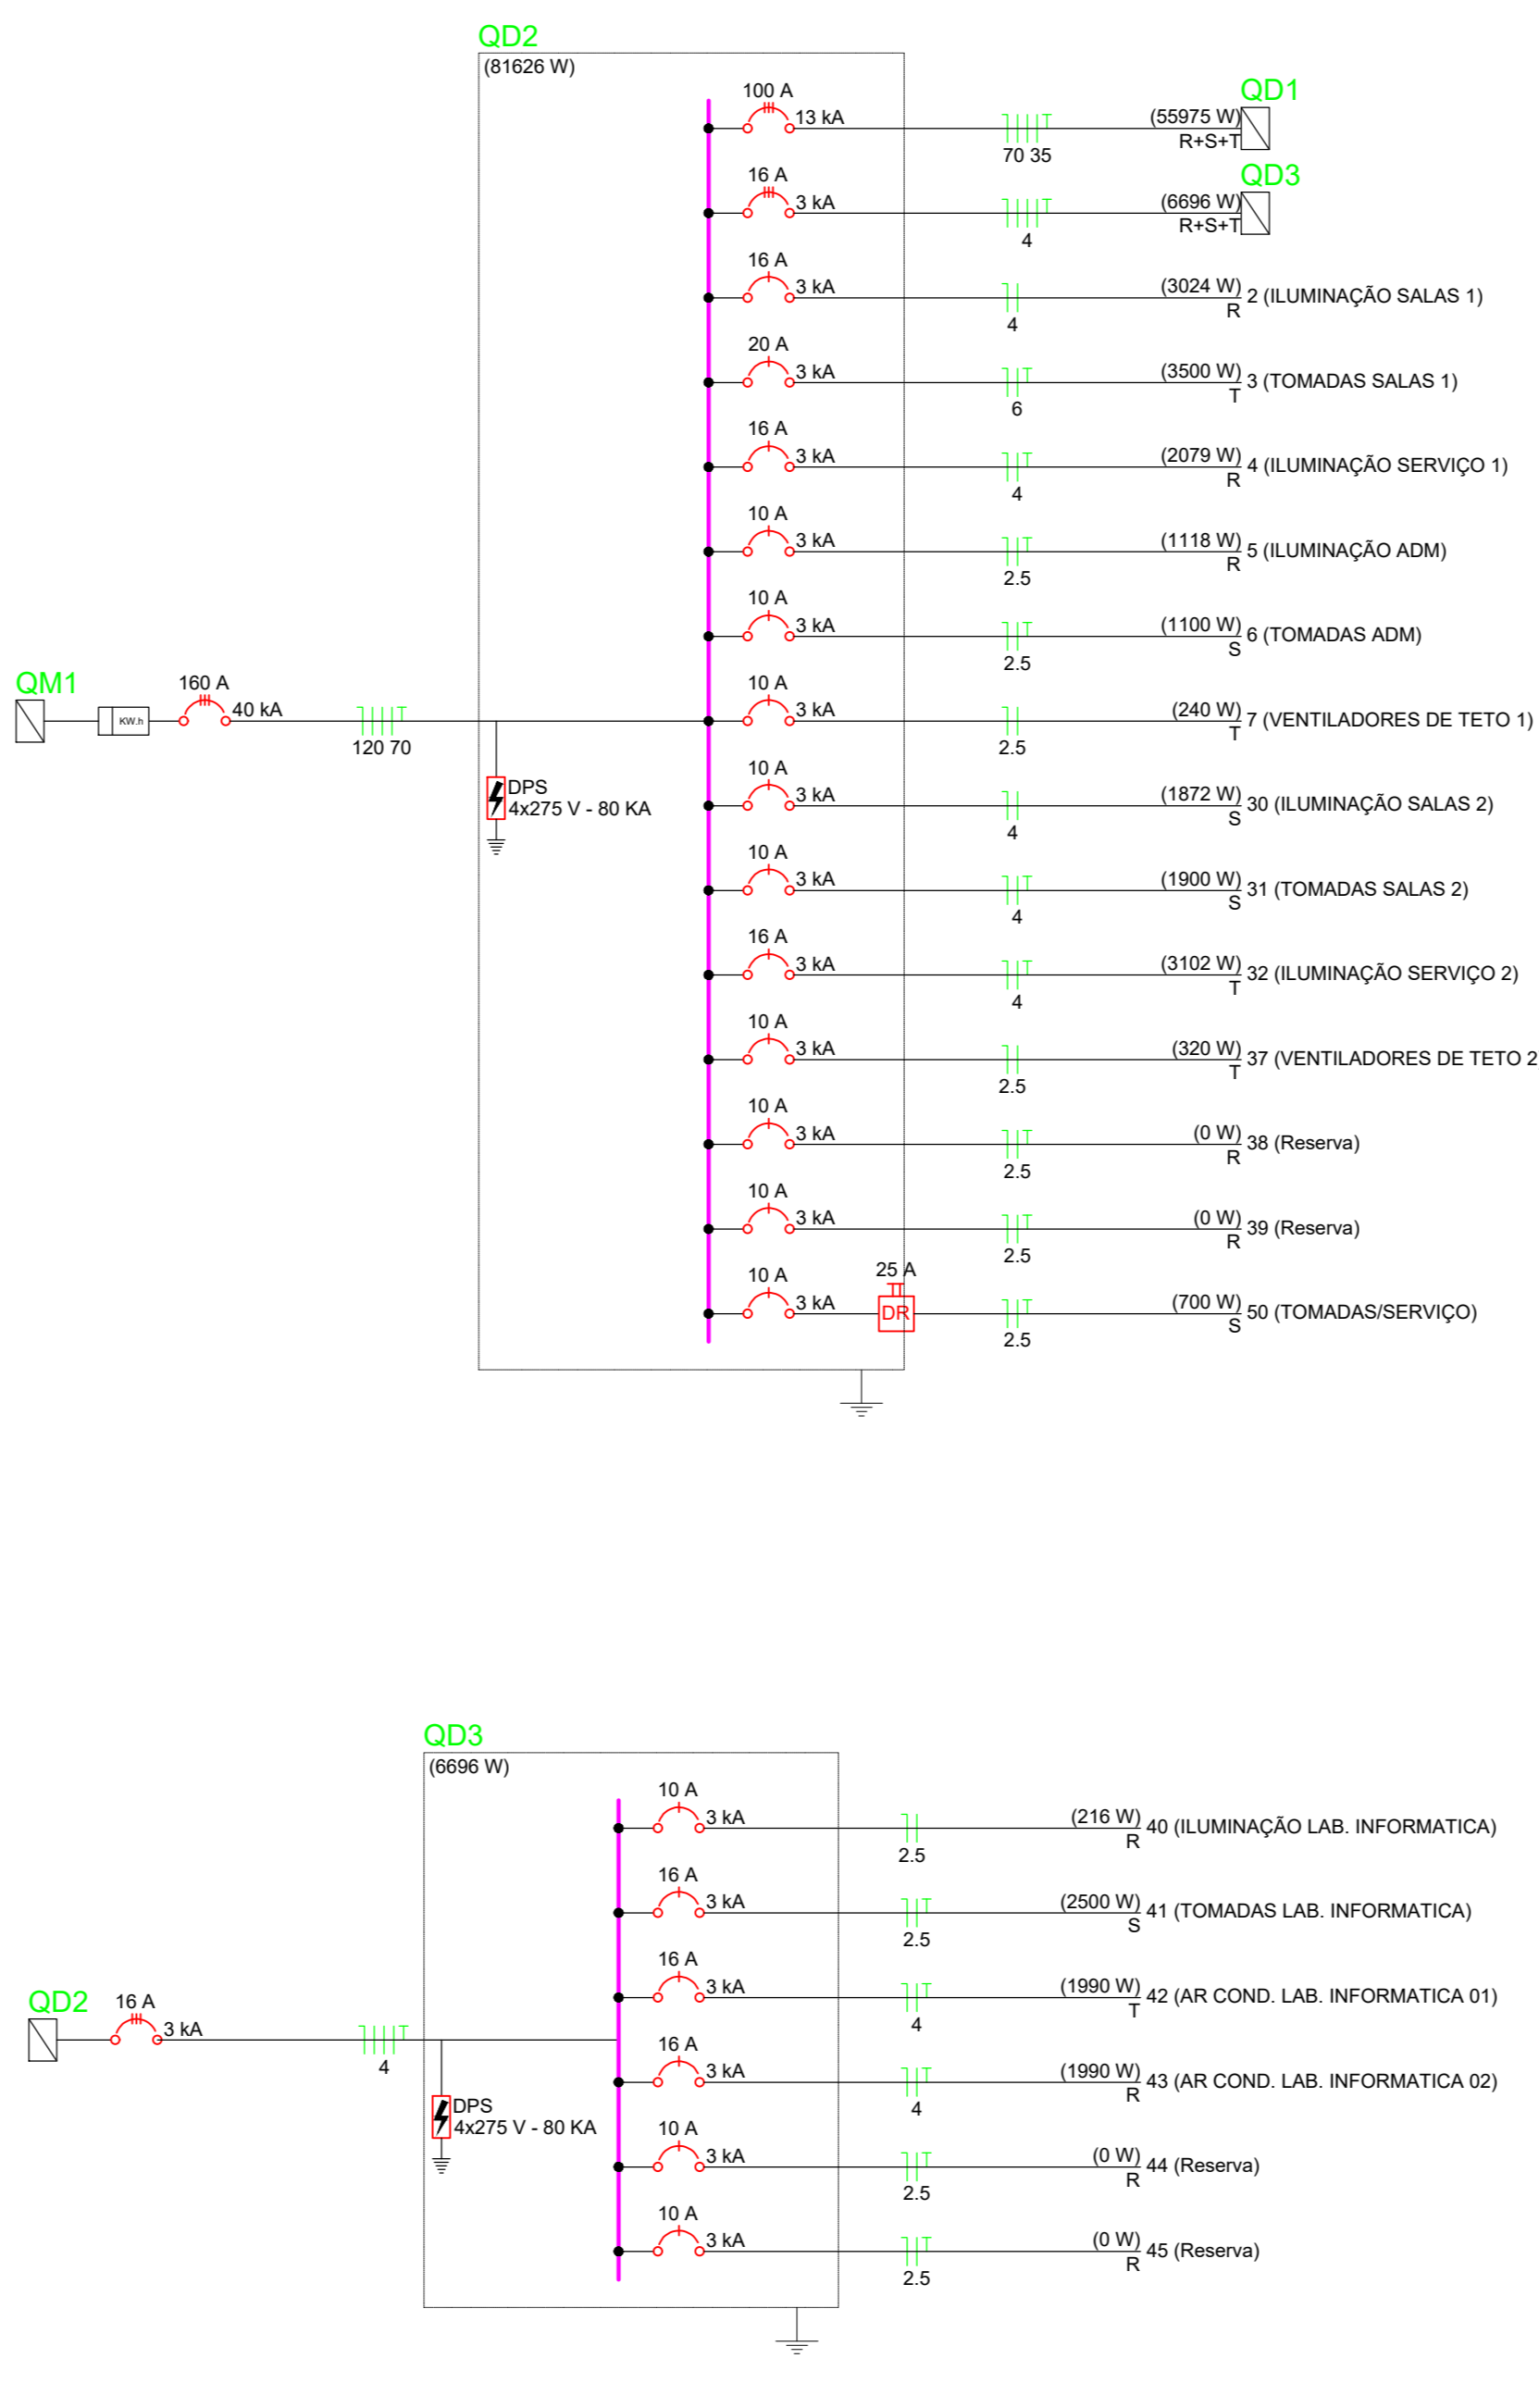 QD2
(81626 W)
100 A
13 kA
70 35
(55975 W)
R+S+T
QD1
16 A
3 kA
4
(6696 W)
R+S+T
QD3
16 A
3 kA
4
(3024 W)
R
2 (ILUMINAÇÃO SALAS 1)
20 A
3 kA
6
(3500 W)
T
3 (TOMADAS SALAS 1)
16 A
3 kA
4
(2079 W)
R
4 (ILUMINAÇÃO SERVIÇO 1)
10 A
3 kA
2.5
(1118 W)
R
5 (ILUMINAÇÃO ADM)
10 A
3 kA
2.5
(1100 W)
S
6 (TOMADAS ADM)
QM1
KW.h
160 A
40 kA
120 70
DPS
4x275 V - 80 KA
10 A
3 kA
2.5
(240 W)
T
7 (VENTILADORES DE TETO 1)
10 A
3 kA
4
(1872 W)
S
30 (ILUMINAÇÃO SALAS 2)
10 A
3 kA
4
(1900 W)
S
31 (TOMADAS SALAS 2)
16 A
3 kA
4
(3102 W)
T
32 (ILUMINAÇÃO SERVIÇO 2)
10 A
3 kA
2.5
(320 W)
T
37 (VENTILADORES DE TETO 2
10 A
3 kA
2.5
(0 W)
R
38 (Reserva)
10 A
3 kA
2.5
(0 W)
R
39 (Reserva)
10 A
3 kA
25 A
DR
2.5
(700 W)
S
50 (TOMADAS/SERVIÇO)
QD3
(6696 W)
10 A
3 kA
2.5
(216 W)
R
40 (ILUMINAÇÃO LAB. INFORMATICA)
16 A
3 kA
2.5
(2500 W)
S
41 (TOMADAS LAB. INFORMATICA)
16 A
3 kA
4
(1990 W)
T
42 (AR COND. LAB. INFORMATICA 01)
QD2
16 A
3 kA
4
DPS
4x275 V - 80 KA
16 A
3 kA
4
(1990 W)
R
43 (AR COND. LAB. INFORMATICA 02)
10 A
3 kA
2.5
(0 W)
R
44 (Reserva)
10 A
3 kA
2.5
(0 W)
R
45 (Reserva)